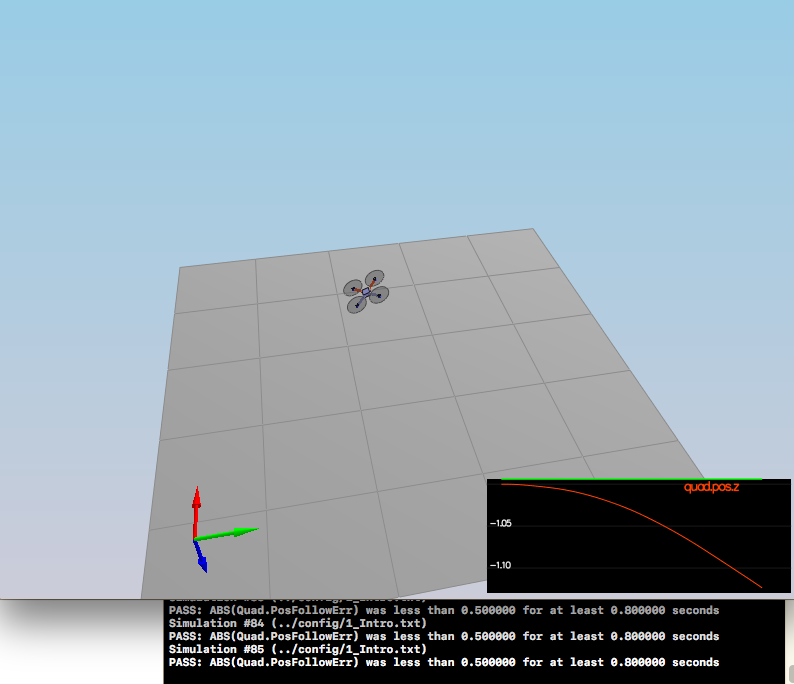 quad.pos.z
-1.05
-1.10
PASS: ABS(Quad.PosFollowErr) was less than 0.500000 for at least 0.800000 seconds
Simulation #84 (../config/1_Intro.txt)
PASS: ABS(Quad.PosFollowErr) was less than 0.500000 for at least 0.800000 seconds
Simulation #85 (../config/1_Intro.txt)
PASS: ABS(Quad.PosFollowErr) was less than 0.500000 for at least 0.800000 seconds